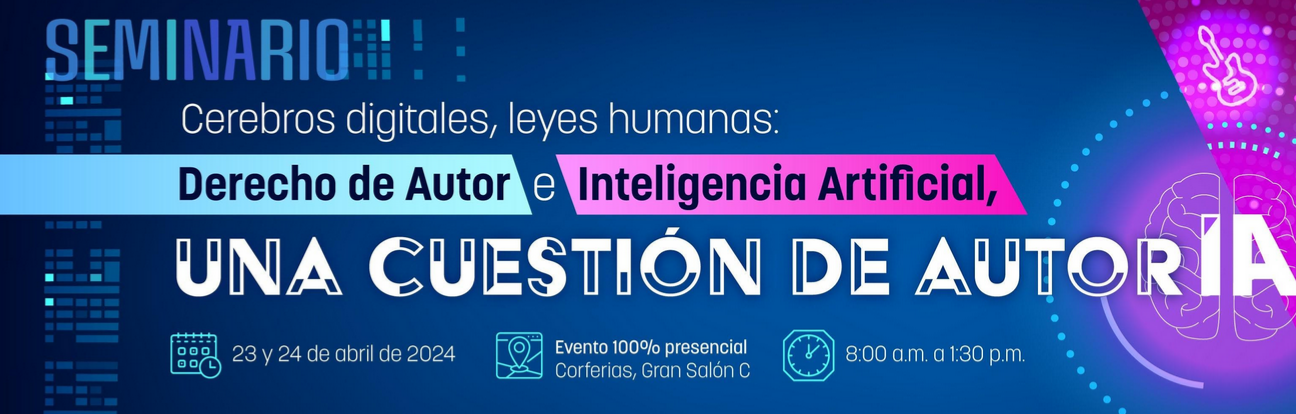 SEMINARIO
Cerebros digitales, leyes humanas:
Derecho de Autor e Inteligencia Artificial,
UNA CUESTIÓN DE AUTORIA
23 y 24 de abril de 2024
Evento 100% presencial
Corferias, Gran Salón C
8:00 a.m. a 1:30 p.m.